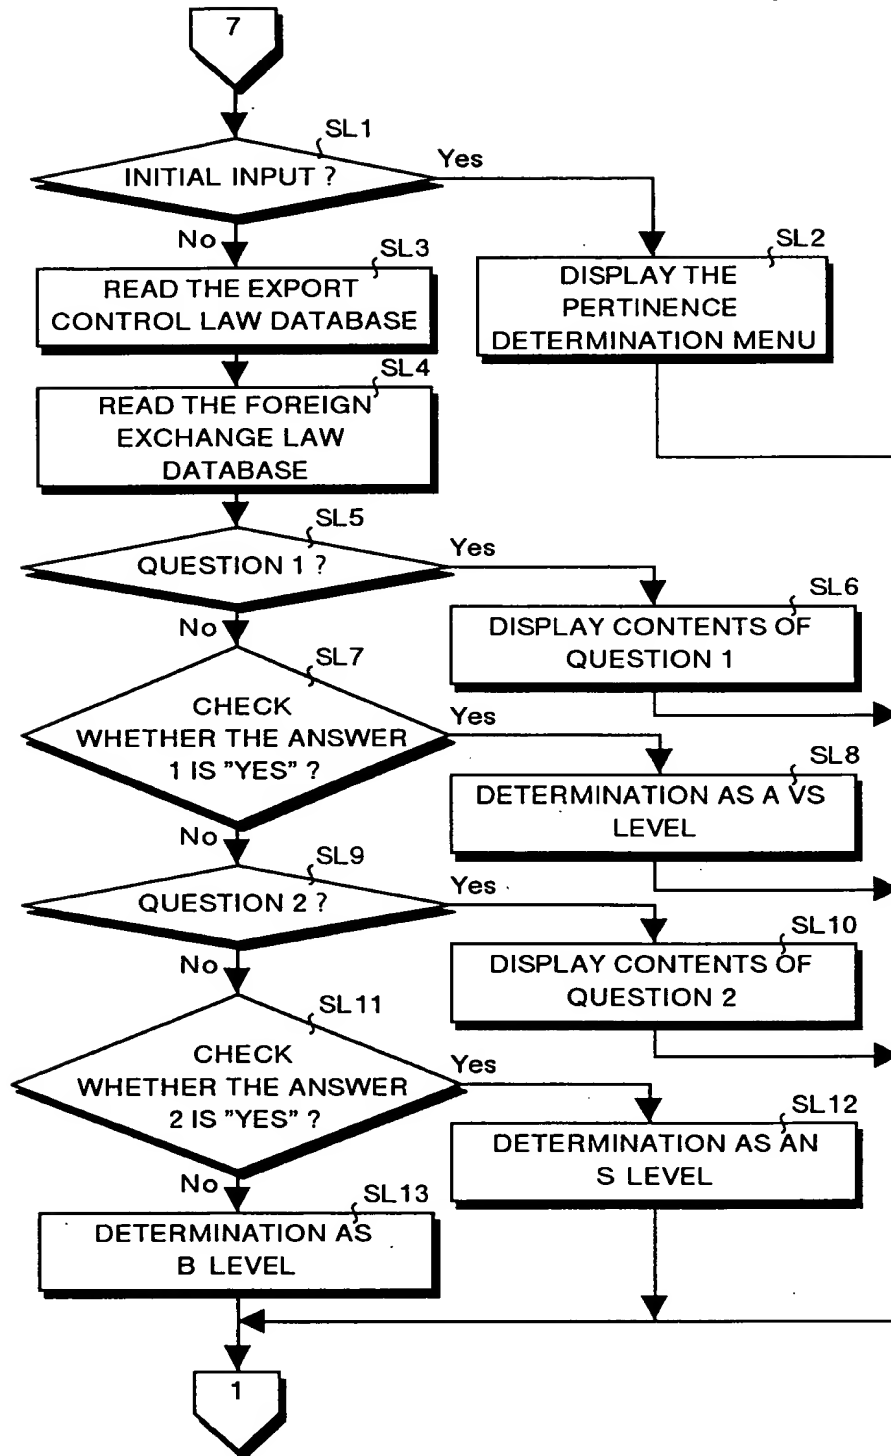 7
SL1
INITIAL INPUT ?
Yes
No
SL3
READ THE EXPORT
CONTROL LAW DATABASE
SL2
DISPLAY THE
PERTINENCE
DETERMINATION MENU
SL4
READ THE FOREIGN
EXCHANGE LAW
DATABASE
SL5
QUESTION 1 ?
Yes
No
SL6
DISPLAY CONTENTS OF
QUESTION 1
SL7
CHECK
WHETHER THE ANSWER
1 IS "YES" ?
Yes
No
SL8
DETERMINATION AS A VS
LEVEL
SL9
QUESTION 2 ?
Yes
No
SL10
DISPLAY CONTENTS OF
QUESTION 2
SL11
CHECK
WHETHER THE ANSWER
2 IS "YES" ?
Yes
No
SL12
DETERMINATION AS AN
S LEVEL
SL13
DETERMINATION AS
B LEVEL
1